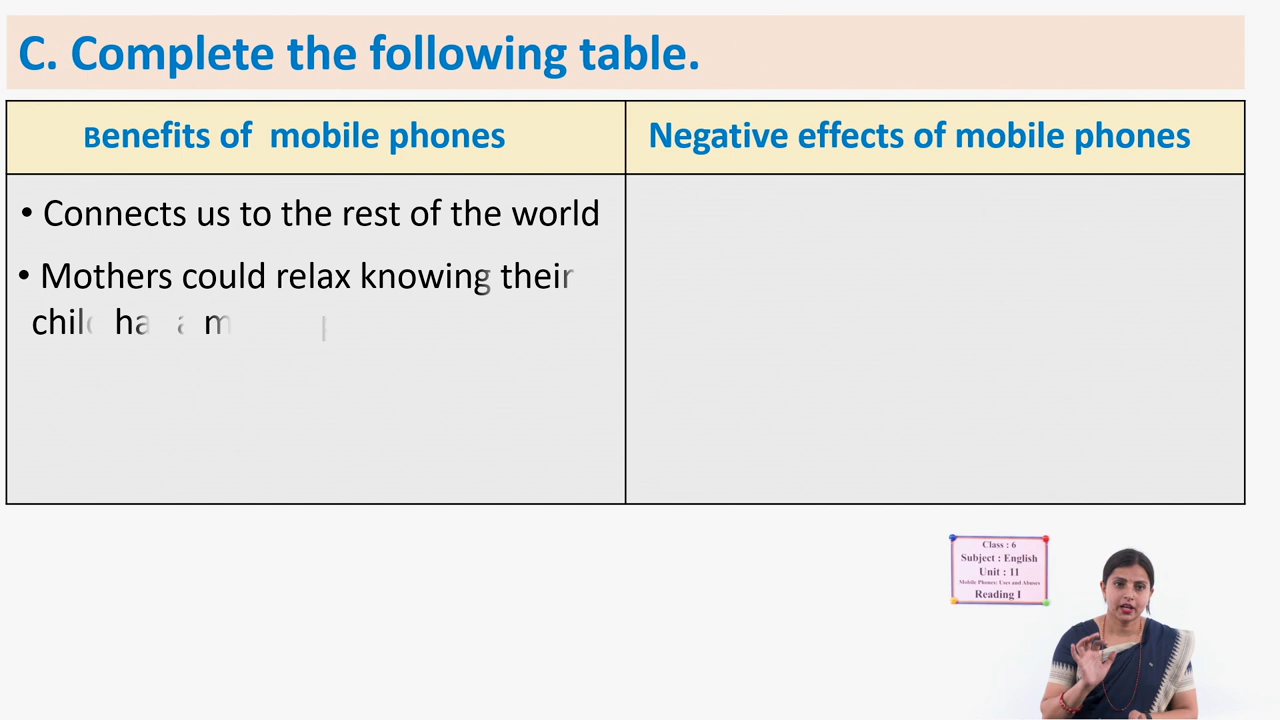 C. Complete the following table.
Benefits of mobile phones
Negative effects of mobile phones
• Connects us to the rest of the world
• Mothers could relax knowing their
child has a
Class : 6
Subject : English
Unit : 11
Mobile Phones: Uses and Abuses
Reading I